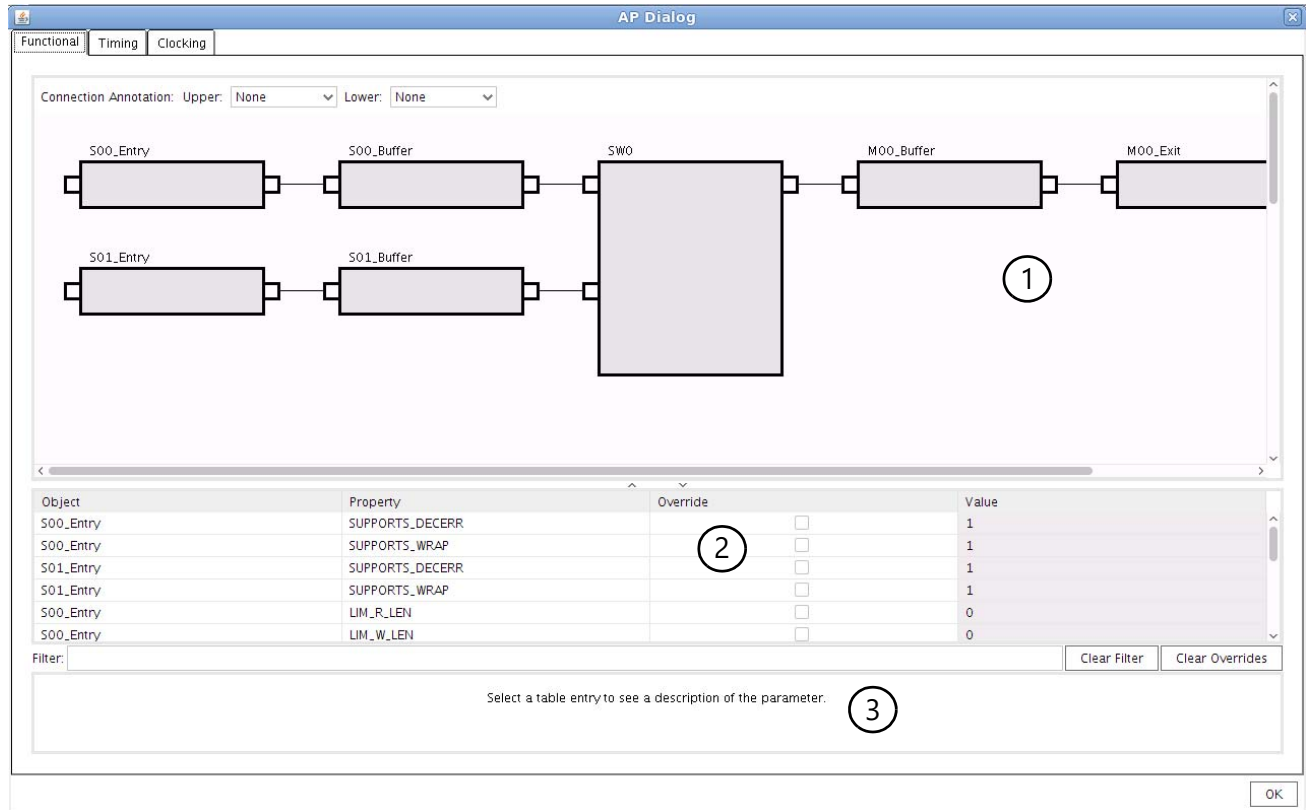 AP Dialog
Functional Timing Clocking
Connection Annotation: Upper: None Lower: None
S00_Entry S00_Buffer SW0 M00_Buffer M00_Exit
S01_Entry S01_Buffer
1
Object Property Override Value
S00_Entry SUPPORTS_DECERR 1
S00_Entry SUPPORTS_WRAP 1
2
S01_Entry SUPPORTS_DECERR 1
S01_Entry SUPPORTS_WRAP 1
S00_Entry LIM_R_LEN 0
S00_Entry LIM_W_LEN 0
Filter: Clear Filter Clear Overrides
Select a table entry to see a description of the parameter.
3
OK